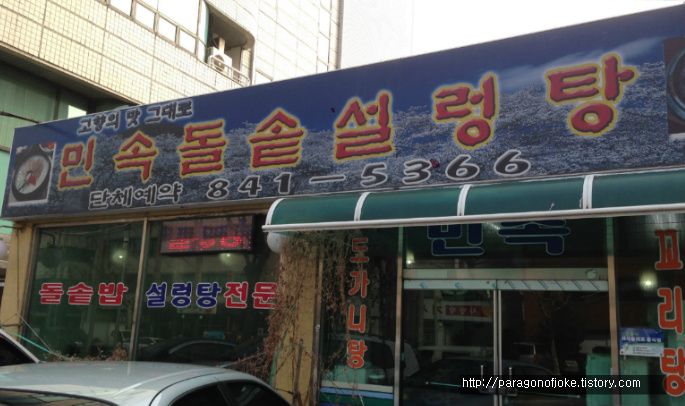 고향의 맛 그대로
민속돌솥설렁탕
단체예약 841-5366
민속
돌솥밥 설렁탕전문
도가니탕
꼬리탕
http://paragonofjoke.tistory.com